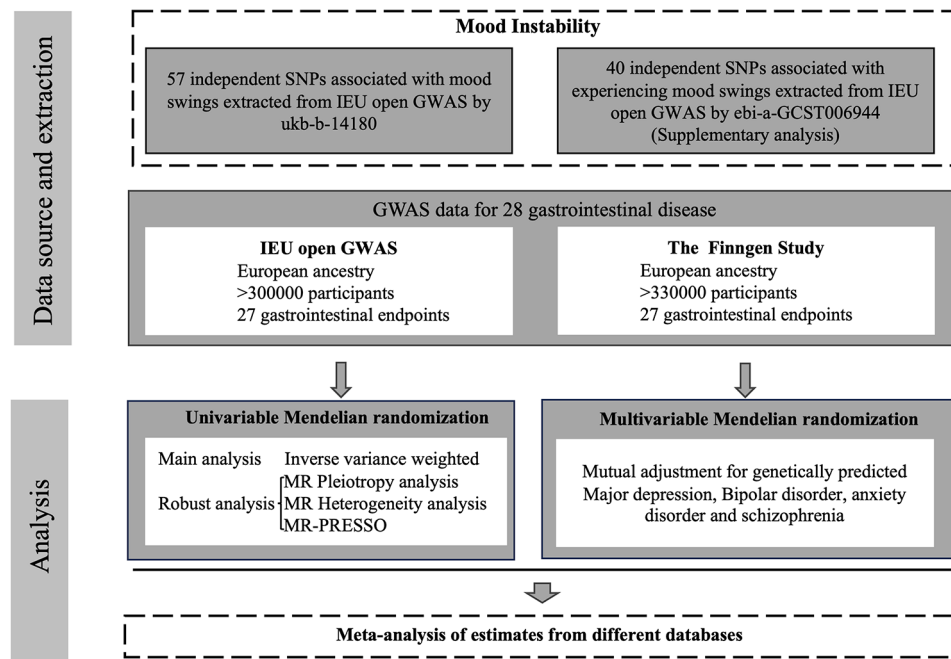 Data source and extraction
Mood Instability
57 independent SNPs associated with mood
swings extracted from IEU open GWAS by
ukb-b-14180
40 independent SNPs associated with
experiencing mood swings extracted from IEU
open GWAS by ebi-a-GCST006944
(Supplementary analysis)
GWAS data for 28 gastrointestinal disease
IEU open GWAS
European ancestry
>300000 participants
27 gastrointestinal endpoints
The Finngen Study
European ancestry
>330000 participants
27 gastrointestinal endpoints
Analysis
Univariable Mendelian randomization
Main analysis Inverse variance weighted
Robust analysis
MR Pleiotropy analysis
MR Heterogeneity analysis
MR-PRESSO
Multivariable Mendelian randomization
Mutual adjustment for genetically predicted
Major depression, Bipolar disorder, anxiety
disorder and schizophrenia
Meta-analysis of estimates from different databases